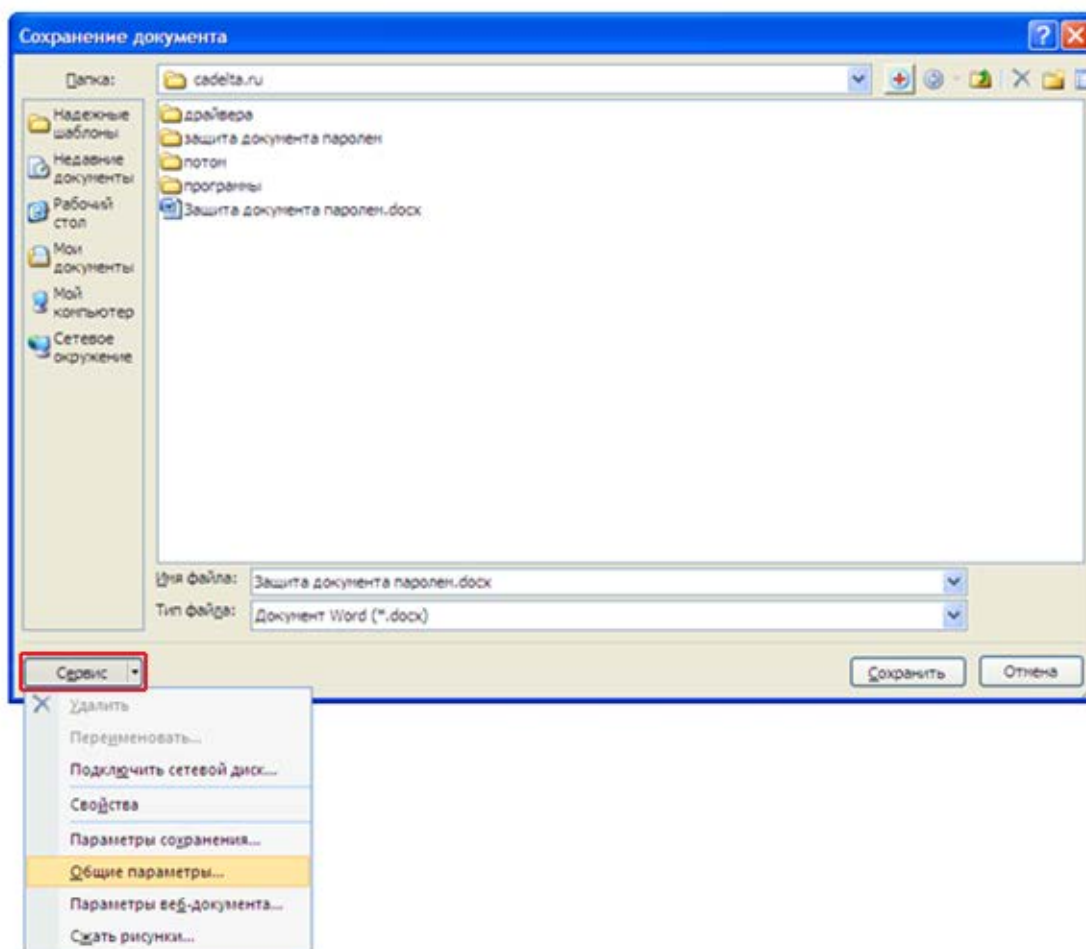 Сохранение документа
Папка:
cadelta.ru
Надежные
шаблоны
Недавние
документы
Рабочий
стол
Мои
документы
Мой
компьютер
Сетевое
окружение
драйвера
защита документа паролем
потом
программы
Защита документа паролем.docx
Имя файла:
Защита документа паролем.docx
Тип файла:
Документ Word (*.docx)
Сервис
Сохранить
Отмена
Удалить
Переименовать...
Подключить сетевой диск...
Свойства
Параметры сохранения...
Общие параметры...
Параметры веб-документа...
Сжать рисунки...